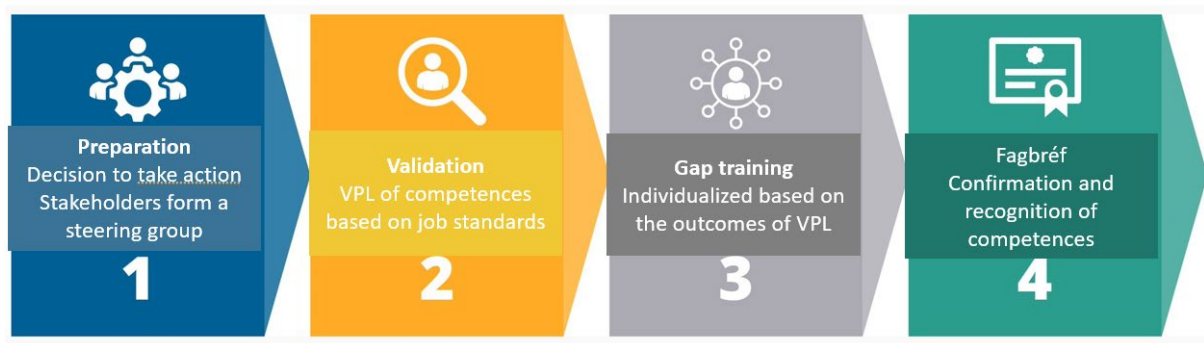 Preparation
Decision to take action
Stakeholders form a
steering group
1
Validation
VPL of competences
based on job standards
2
Gap training
Individualized based on
the outcomes of VPL
3
Fagbréf
Confirmation and
recognition of
competences
4